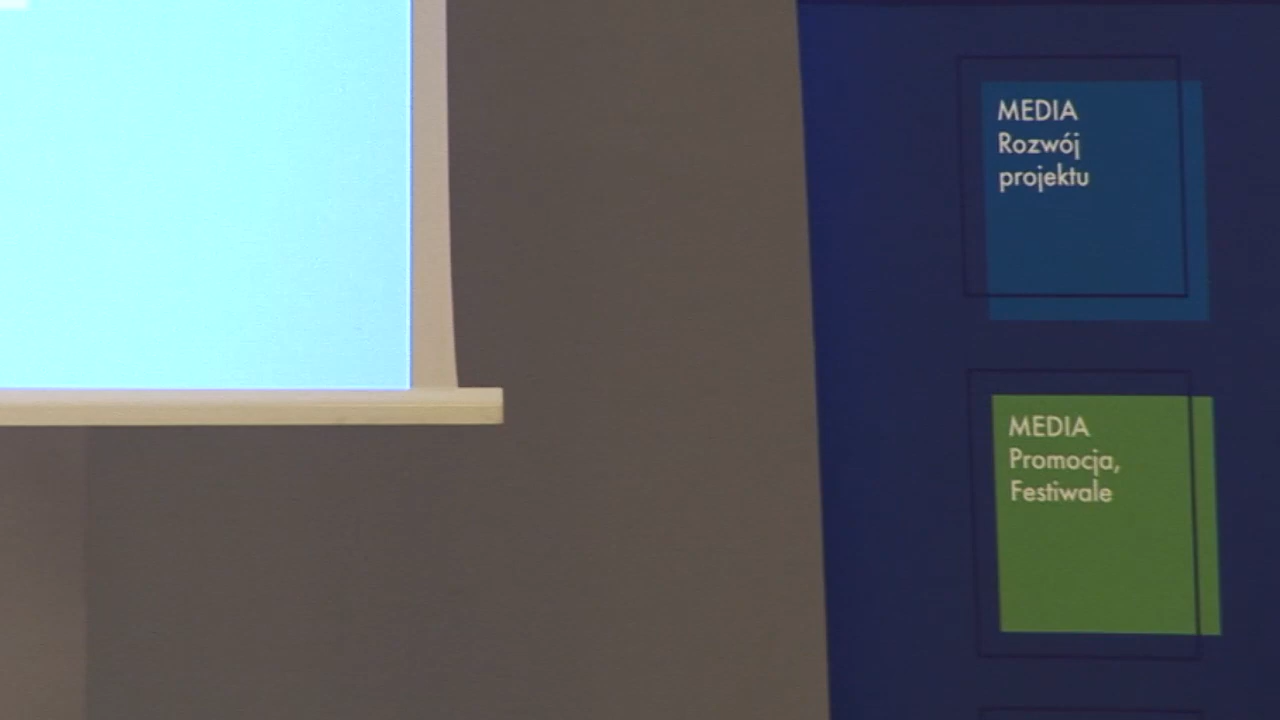 MEDIA
Rozwój
projektu
MEDIA
Promocja,
Festiwale